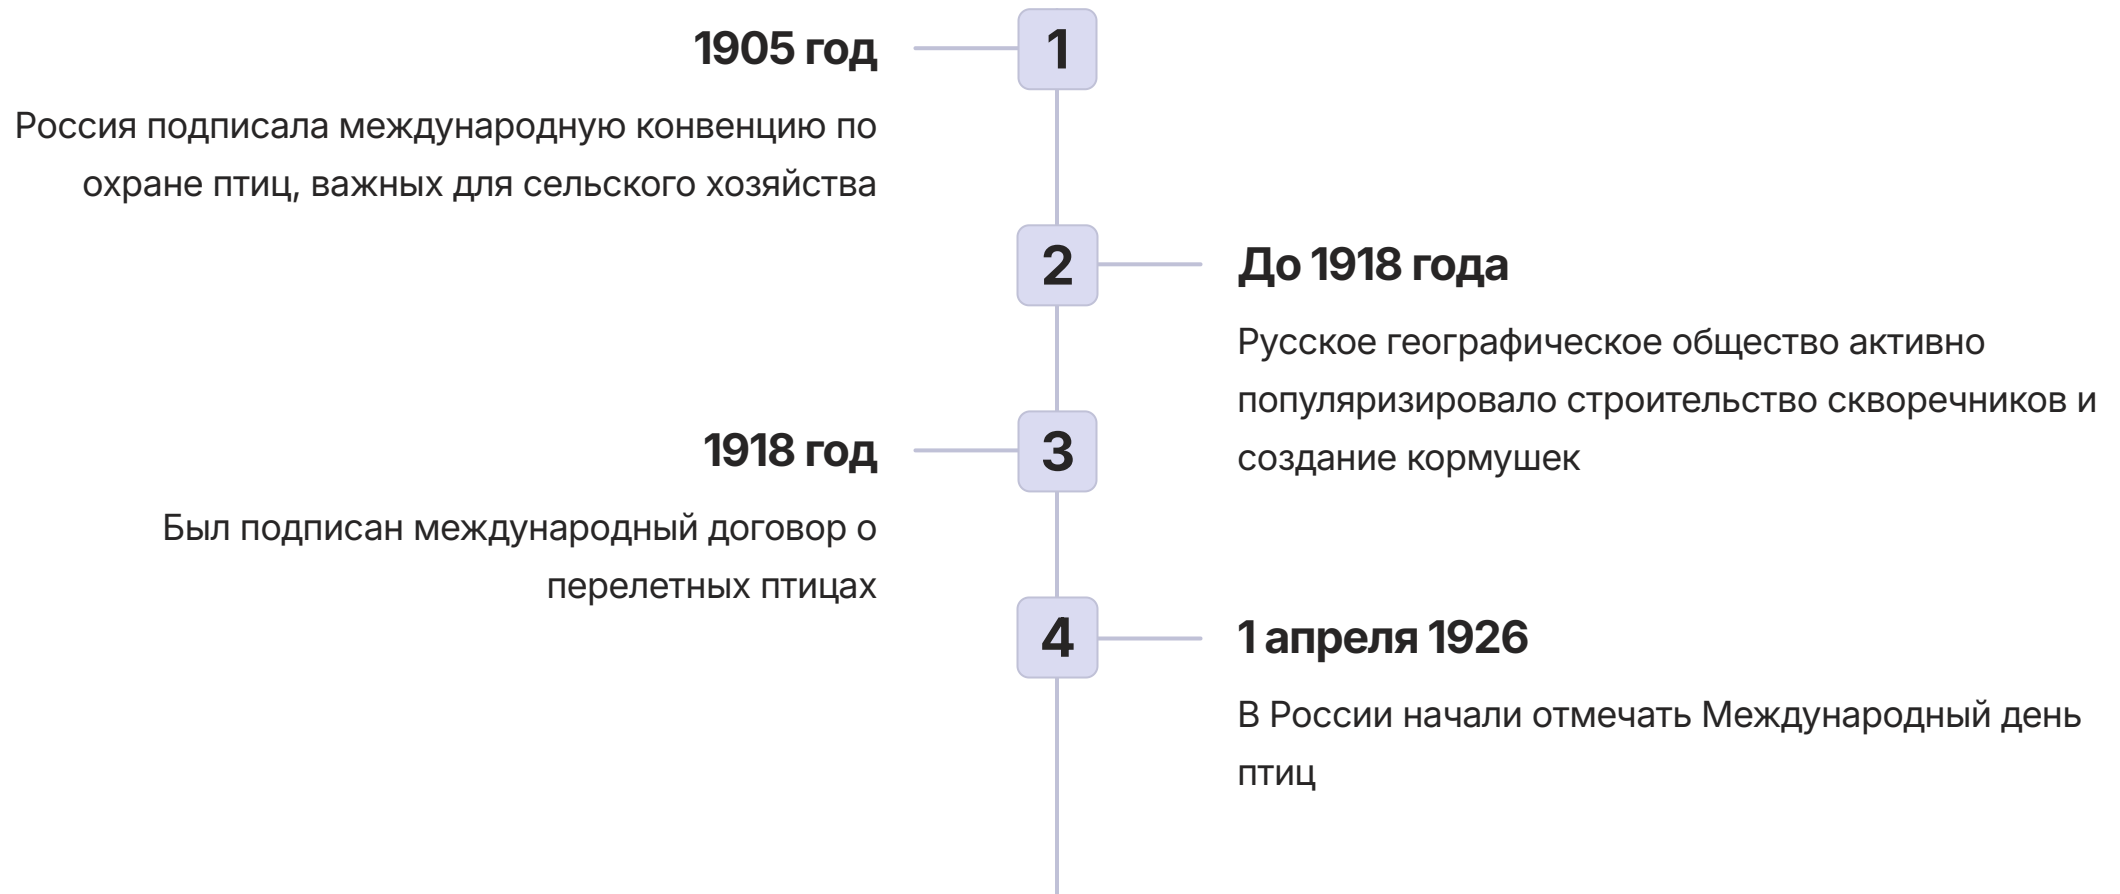 1
1905 год
Россия подписала международную конвенцию по
охране птиц, важных для сельского хозяйства
2
До 1918 года
Русское географическое общество активно
популяризировало строительство скворечников и
создание кормушек
3
1918 год
Был подписан международный договор о
перелетных птицах
4
1 апреля 1926
В России начали отмечать Международный день
птиц